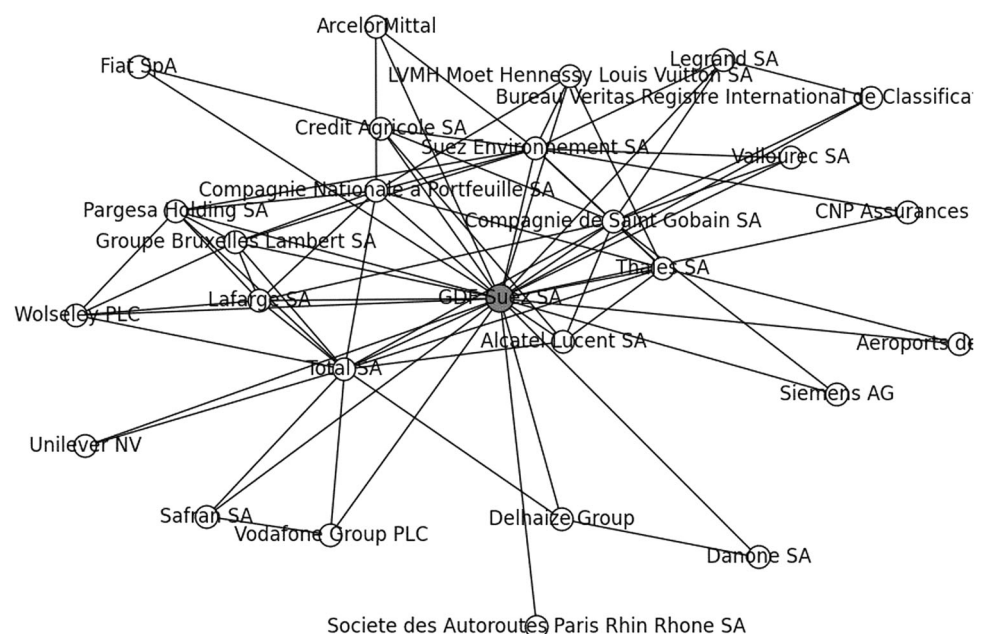 ArcelorMittal
Fiat SpA
Legrand SA
LVMH Moet Hennessy Louis Vuitton SA
Bureau Veritas Registre International de Classifica
Credit Agricole SA
Suez Environnement SA
Vallourec SA
Compagnie Nationale a Portfeuille SA
Pargesa Holding SA
CNP Assurances
Compagnie de Saint Gobain SA
Groupe Bruxelles Lambert SA
Thales SA
Lafarge SA
GDF Suez SA
Wolseley PLC
Alcatel Lucent SA
Aeroports de
Total SA
Siemens AG
Unilever NV
Safran SA
Delhaize Group
Vodafone Group PLC
Danone SA
Societe des Autoroutes Paris Rhin Rhone SA